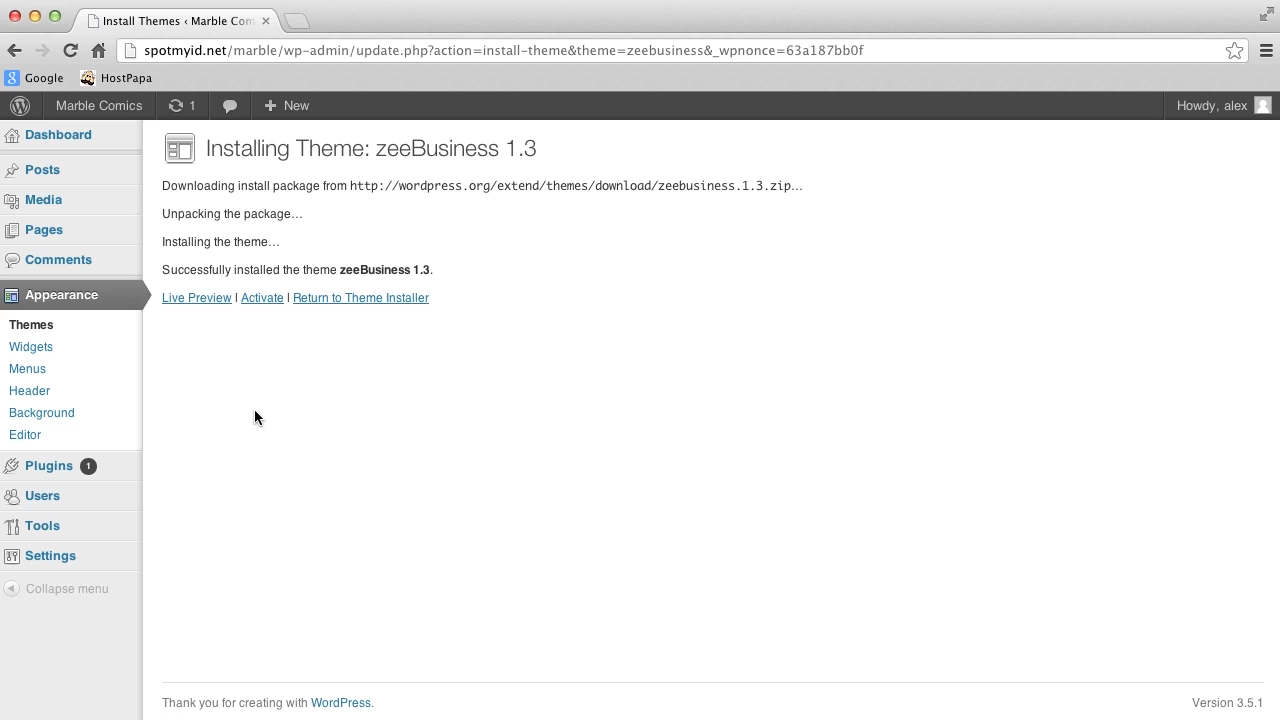 Install Themes ‹ Marble Com
spotmyid.net/marble/wp-admin/update.php?action=install-theme&theme=zeebusiness&_wpnonce=63a187bb0f
Google HostPapa
Marble Comics 1 New Howdy, alex
Dashboard
Posts
Media
Pages
Comments
Appearance
Themes
Widgets
Menus
Header
Background
Editor
Plugins 1
Users
Tools
Settings
Collapse menu
Installing Theme: zeeBusiness 1.3
Downloading install package from http://wordpress.org/extend/themes/download/zeebusiness.1.3.zip…
Unpacking the package…
Installing the theme…
Successfully installed the theme zeeBusiness 1.3.
Live Preview | Activate | Return to Theme Installer
Thank you for creating with WordPress. Version 3.5.1